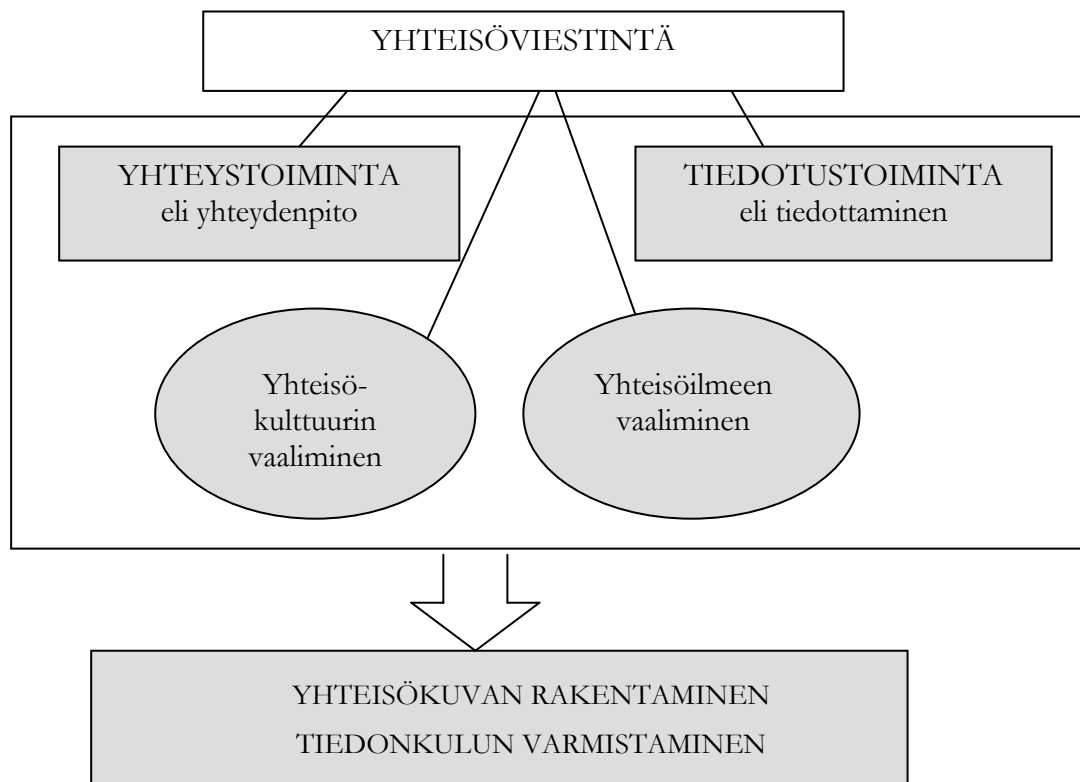 YHTEISÖVIESTINTÄ
YHTEYSTOIMINTA
eli yhteydenpito
TIEDOTUSTOIMINTA
eli tiedottaminen
Yhteisö-
kulttuurin
vaaliminen
Yhteisöilmeen
vaaliminen
YHTEISÖKUVAN RAKENTAMINEN
TIEDONKULUN VARMISTAMINEN